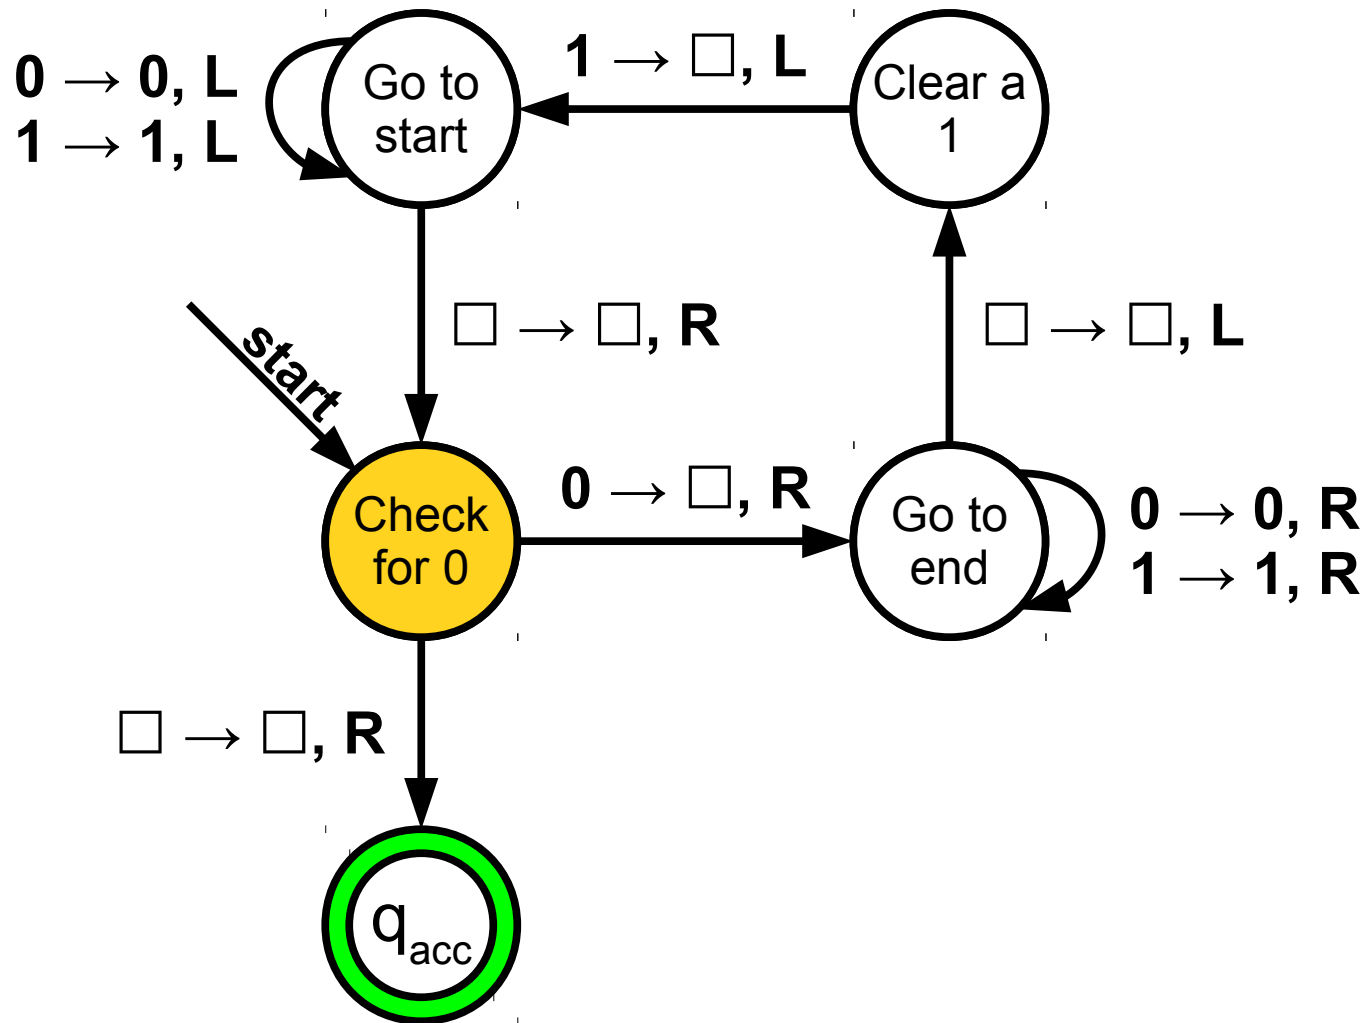 0 → 0, L
1 → 1, L
Go to
start
1 → □, L
Clear a
1
□ → □, R
□ → □, L
start
Check
for 0
0 → □, R
Go to
end
0 → 0, R
1 → 1, R
□ → □, R
qacc